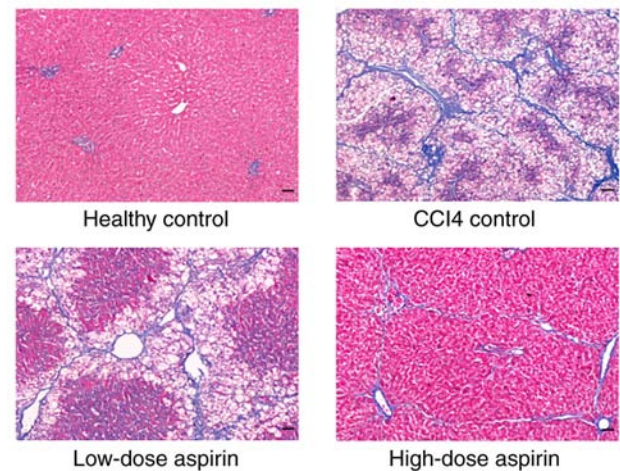 Healthy control
CCl4 control
Low-dose aspirin
High-dose aspirin